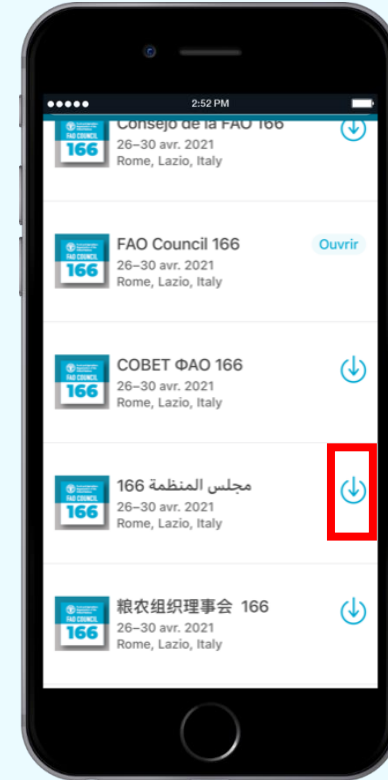 2:52 PM
Consejo de la FAO 166
26–30 avr. 2021
Rome, Lazio, Italy
FAO COUNCIL
166
FAO Council 166
26–30 avr. 2021
Rome, Lazio, Italy
Ouvrir
FAO COUNCIL
166
СОВЕТ ФАО 166
26–30 avr. 2021
Rome, Lazio, Italy
FAO COUNCIL
166
مجلس المنظمة 166
26–30 avr. 2021
Rome, Lazio, Italy
FAO COUNCIL
166
粮农组织理事会 166
26–30 avr. 2021
Rome, Lazio, Italy
FAO COUNCIL
166